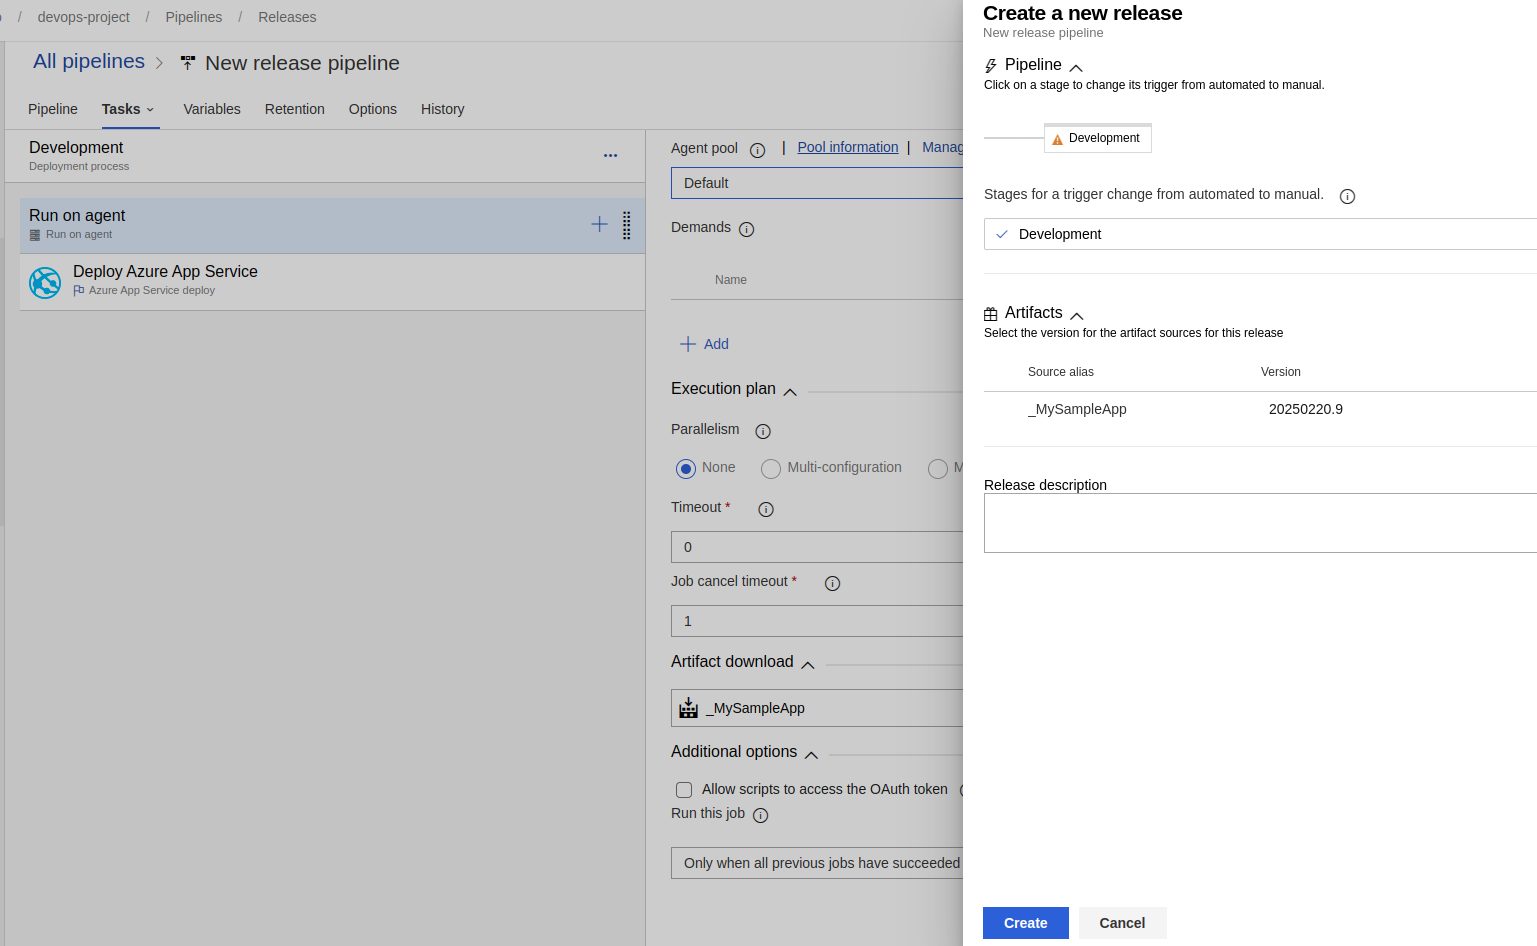 / devops-project / Pipelines / Releases
All pipelines > New release pipeline
Pipeline Tasks Variables Retention Options History
Development
Deployment process
...
Run on agent
Run on agent
Deploy Azure App Service
Azure App Service deploy
Agent pool | Pool information | Manag
Default
Demands
Name
Add
Execution plan
Parallelism
None Multi-configuration M
Timeout *
0
Job cancel timeout *
1
Artifact download
_MySampleApp
Additional options
Allow scripts to access the OAuth token
Run this job
Only when all previous jobs have succeeded
Create a new release
New release pipeline
Pipeline
Click on a stage to change its trigger from automated to manual.
Development
Stages for a trigger change from automated to manual.
Development
Artifacts
Select the version for the artifact sources for this release
Source alias Version
_MySampleApp 20250220.9
Release description
Create Cancel